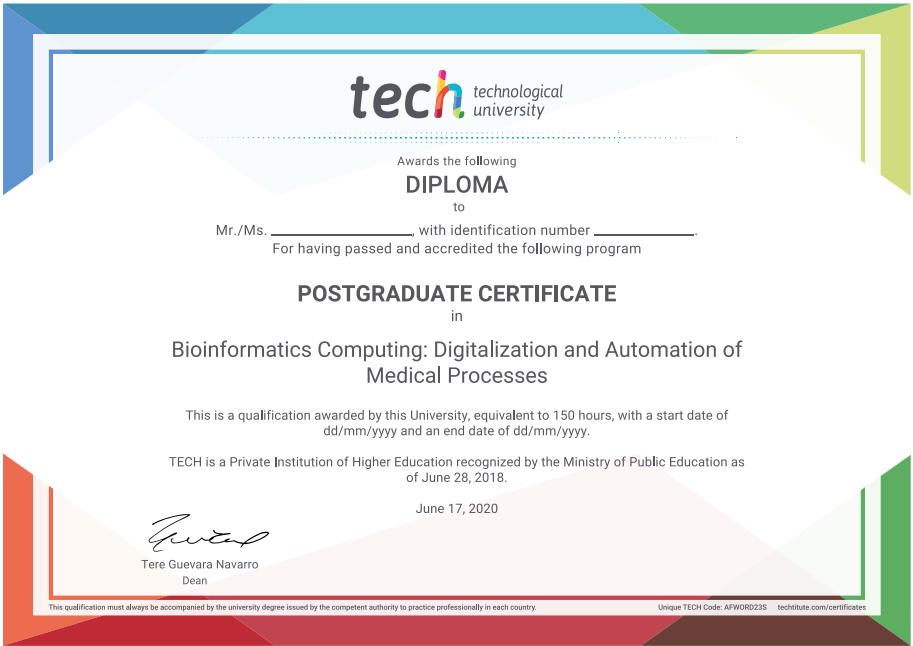 tech technological
university
Awards the following
DIPLOMA
to
Mr./Ms. ________________, with identification number ___________.
For having passed and accredited the following program
POSTGRADUATE CERTIFICATE
in
Bioinformatics Computing: Digitalization and Automation of
Medical Processes
This is a qualification awarded by this University, equivalent to 150 hours, with a start date of
dd/mm/yyyy and an end date of dd/mm/yyyy.
TECH is a Private Institution of Higher Education recognized by the Ministry of Public Education as
of June 28, 2018.
June 17, 2020
Tere Guevara Navarro
Dean
This qualification must always be accompanied by the university degree issued by the competent authority to practice professionally in each country.
Unique TECH Code: AFWORD23S techtitute.com/certificates